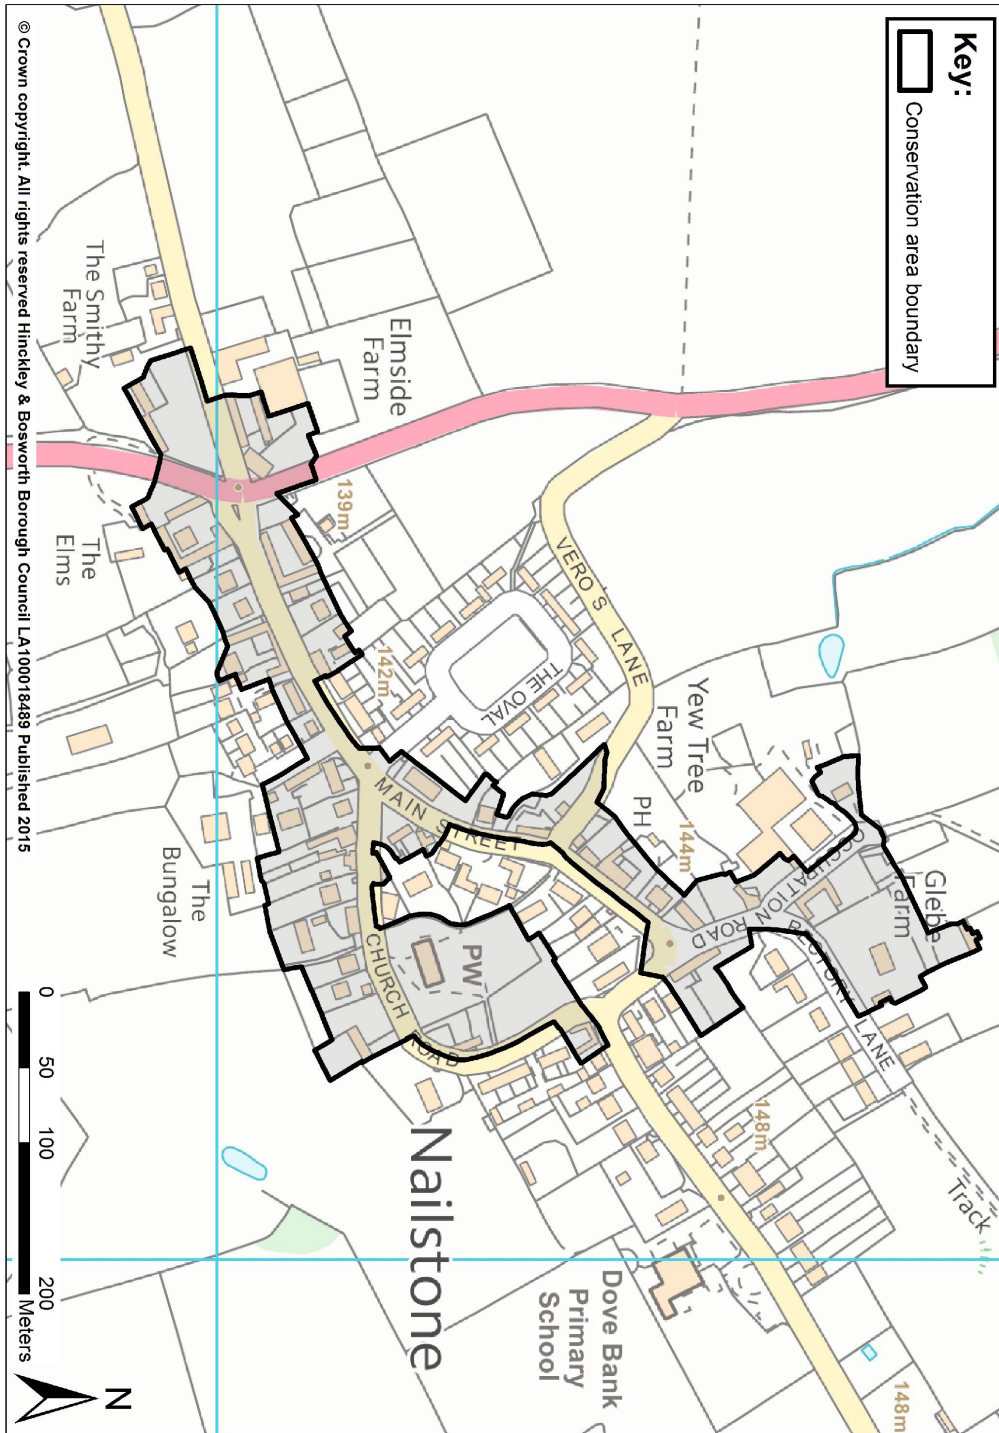 Key:
Conservation area boundary
Glebe
Farm
OCCUPATION ROAD
RECTORY LANE
Track
148m
Yew Tree
Farm
144m
PH
148m
VERO'S LANE
THE OVAL
Dove Bank
Primary
School
Elmside
Farm
139m
142m
MAIN STREET
PW
CHURCH ROAD
Nailstone
The Smithy
Farm
The
Elms
The
Bungalow
0 50 100 200
Meters
N
© Crown copyright. All rights reserved Hinckley & Bosworth Borough Council LA100018489 Published 2015